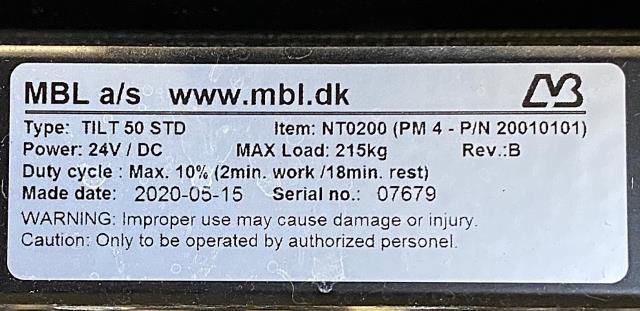 MBL a/s www.mbl.dk
Type: TILT 50 STD Item: NT0200 (PM 4 - P/N 20010101)
Power: 24V / DC MAX Load: 215kg Rev.:B
Duty cycle : Max. 10% (2min. work /18min. rest)
Made date: 2020-05-15 Serial no.: 07679
WARNING: Improper use may cause damage or injury.
Caution: Only to be operated by authorized personel.